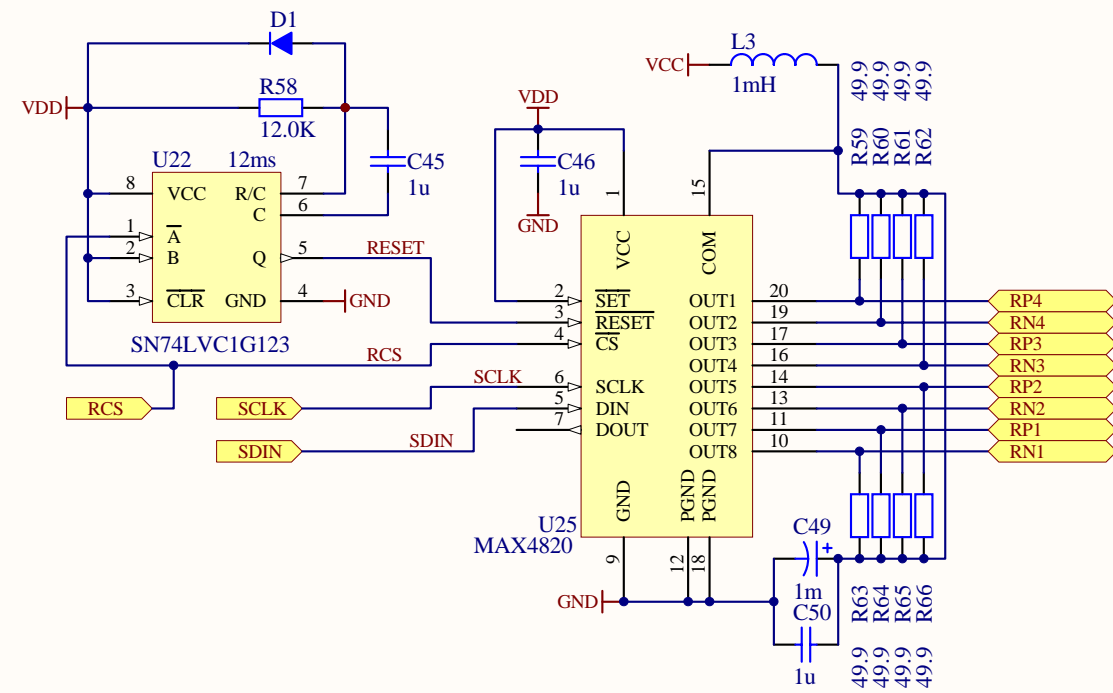 D1
L3
VCC
1mH
49.9
49.9
49.9
49.9
VDD
R58
12.0K
VDD
R59
R60
R61
R62
U22
12ms
C45
1u
C46
1u
GND
8
VCC
R/C
7
C
6
1
A
2
B
Q
5
RESET
3
CLR
GND
4
GND
SN74LVC1G123
RCS
RCS
SCLK
SCLK
SDIN
SDIN
1
15
VCC
COM
2
SET
OUT1
20
RP4
3
RESET
OUT2
19
RN4
4
CS
OUT3
17
RP3
OUT4
16
RN3
6
SCLK
OUT5
14
RP2
5
DIN
OUT6
13
RN2
7
DOUT
OUT7
11
RP1
OUT8
10
RN1
GND
PGND
PGND
U25
MAX4820
9
12
18
GND
C49
+
1m
C50
1u
R63
R64
R65
R66
49.9
49.9
49.9
49.9